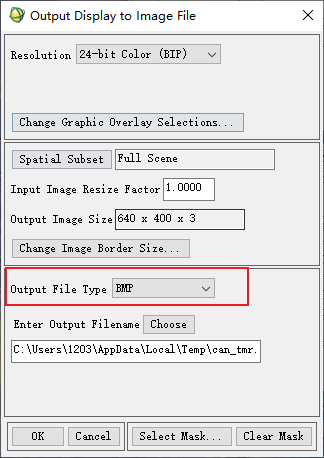 Output Display to Image File
Resolution 24-bit Color (BIP)
Change Graphic Overlay Selections...
Spatial Subset Full Scene
Input Image Resize Factor 1.0000
Output Image Size 640 x 400 x 3
Change Image Border Size...
Output File Type BMP
Enter Output Filename Choose
C:\Users\1203\AppData\Local\Temp\can_tmr.
OK Cancel Select Mask... Clear Mask